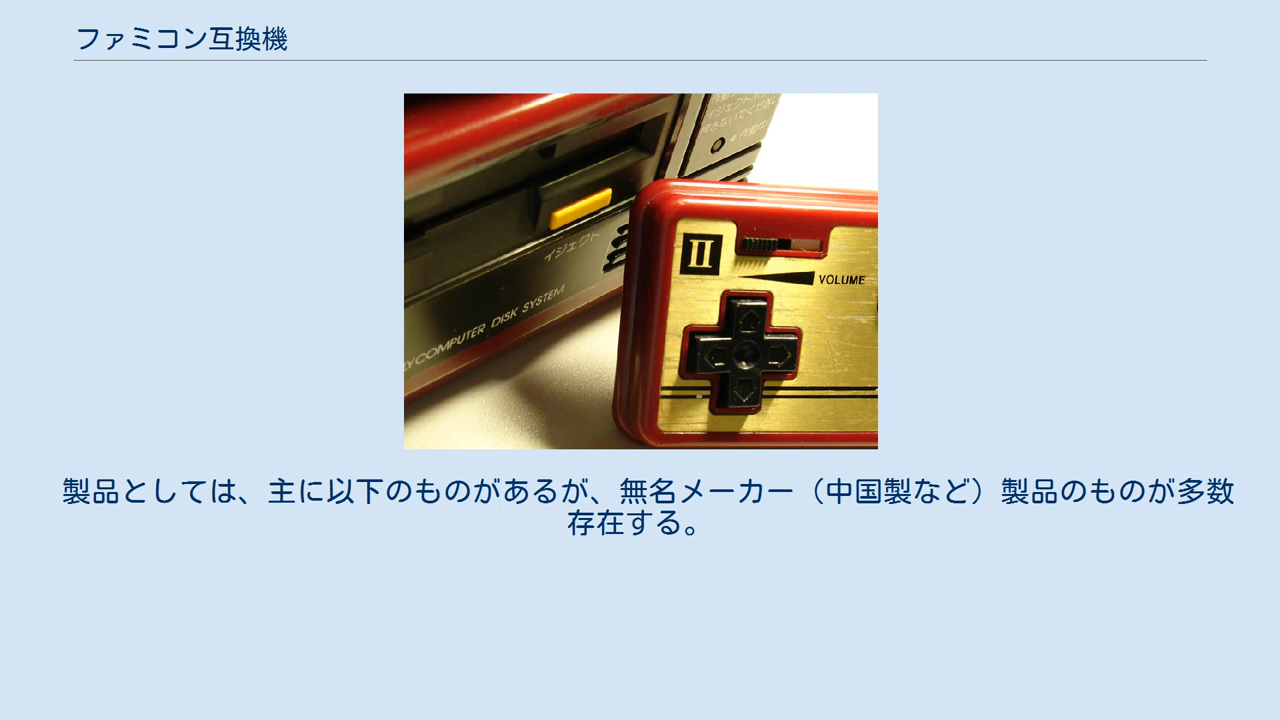 ファミコン互換機
イジェクト
COMPUTER DISK SYSTEM
II
VOLUME
製品としては、主に以下のものがあるが、無名メーカー（中国製など）製品のものが多数
存在する。